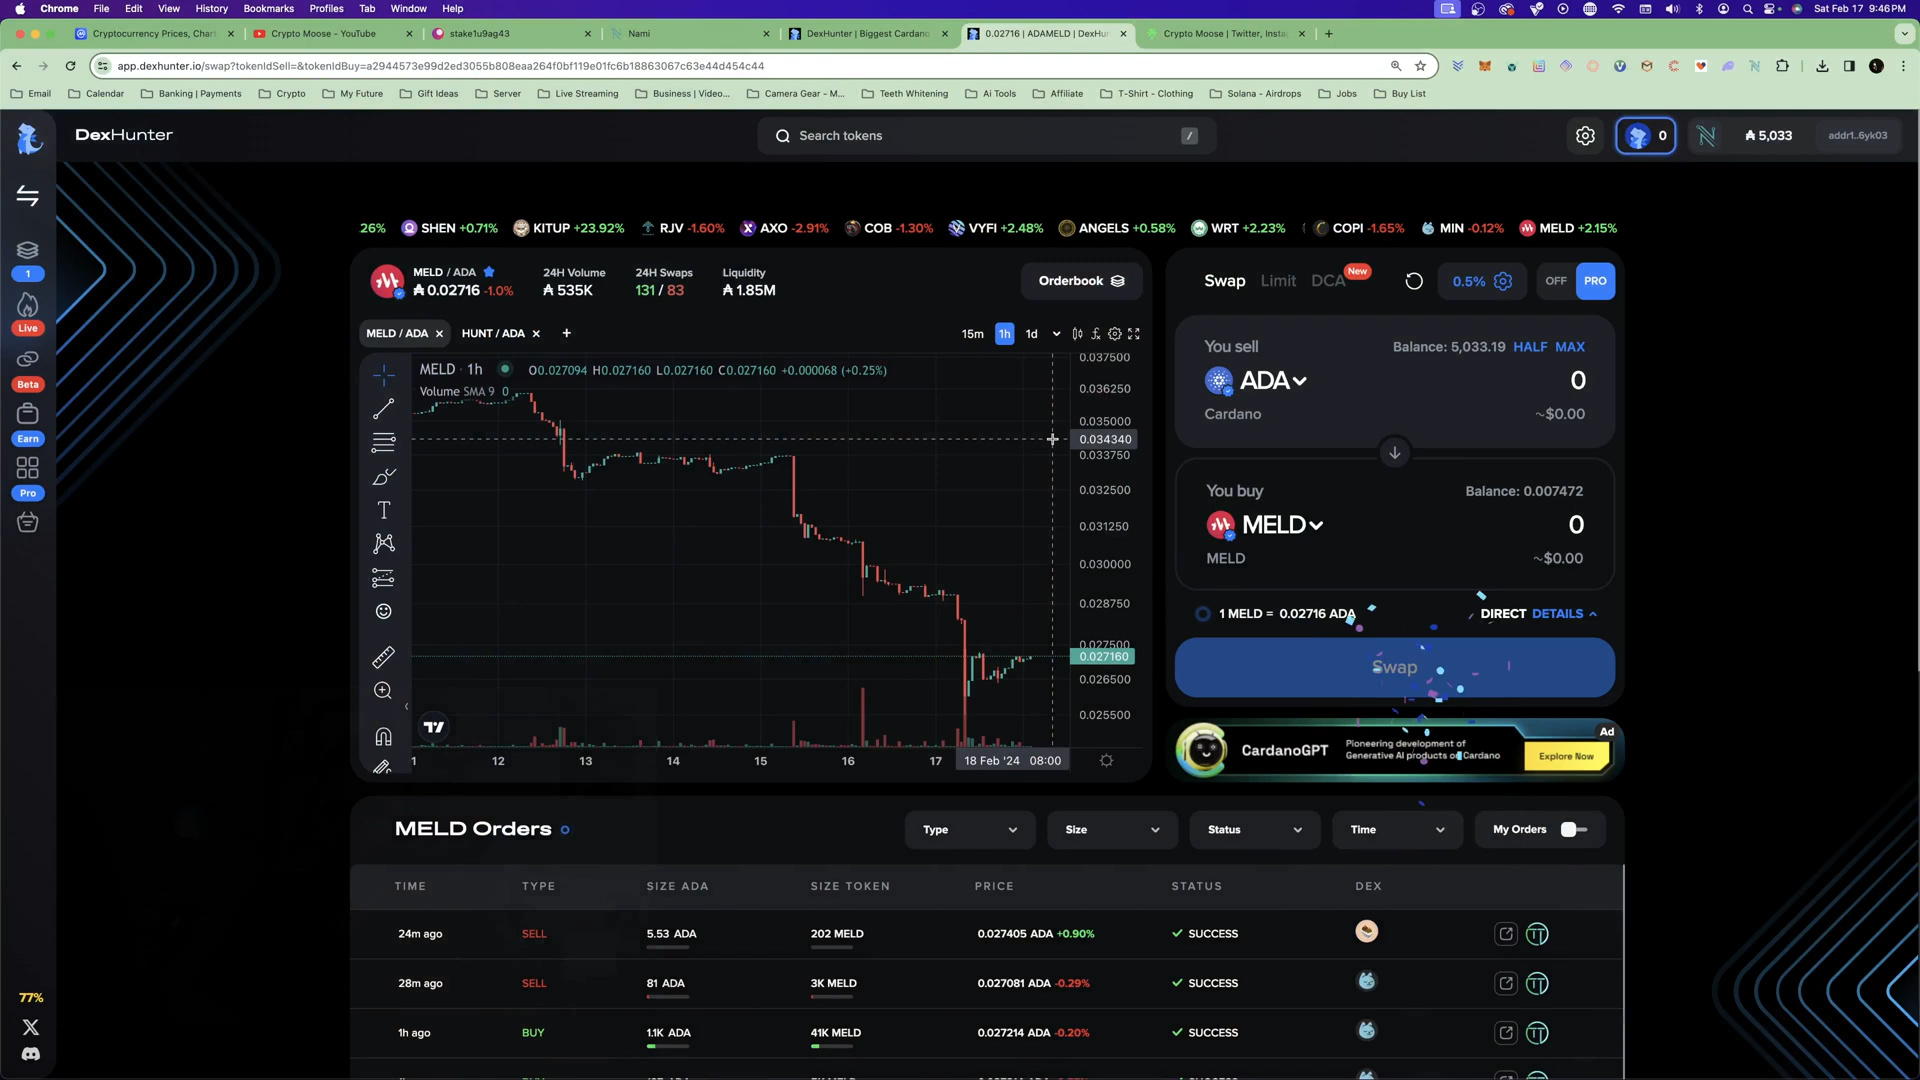 Chrome File Edit View History Bookmarks Profiles Tab Window Help Sat Feb 17 9:46 PM
Cryptocurrency Prices, Chart Crypto Moose - YouTube stake1u9ag43 Nami DexHunter | Biggest Cardano 0.02716 | ADAMELD | DexHun Crypto Moose | Twitter, Insta
app.dexhunter.io/swap?tokenIdSell=&tokenIdBuy=a2944573e99d2ed3055b808eaa264f0bf119e01fc6b18863067c63e44d454c44
Email Calendar Banking | Payments Crypto My Future Gift Ideas Server Live Streaming Business | Video... Camera Gear - M... Teeth Whitening Ai Tools Affiliate T-Shirt - Clothing Solana - Airdrops Jobs Buy List
DexHunter Search tokens / 0 ₳ 5,033 addr1..6yk03
26% SHEN +0.71% KITUP +23.92% RJV -1.60% AXO -2.91% COB -1.30% VYFI +2.48% ANGELS +0.58% WRT +2.23% COPI -1.65% MIN -0.12% MELD +2.15%
1
Live
Beta
Earn
Pro
77%
MELD / ADA 24H Volume 24H Swaps Liquidity
₳ 0.02716 -1.0% ₳ 535K 131 / 83 ₳ 1.85M
Orderbook
MELD / ADA HUNT / ADA + 15m 1h 1d
MELD · 1h O0.027094 H0.027160 L0.027160 C0.027160 +0.000068 (+0.25%)
Volume SMA 9 0
0.037500
0.036250
0.035000
0.034340
0.033750
0.032500
0.031250
0.030000
0.028750
0.027500
0.027160
0.026500
0.025500
1 12 13 14 15 16 17 18 Feb '24 08:00
Swap Limit DCA New 0.5% OFF PRO
You sell Balance: 5,033.19 HALF MAX
ADA 0
Cardano ~$0.00
You buy Balance: 0.007472
MELD 0
MELD ~$0.00
1 MELD = 0.02716 ADA DIRECT DETAILS
Swap
CardanoGPT Pioneering development of
Generative AI products on Cardano
Explore Now
Ad
MELD Orders Type Size Status Time My Orders
TIME TYPE SIZE ADA SIZE TOKEN PRICE STATUS DEX
24m ago SELL 5.53 ADA 202 MELD 0.027405 ADA +0.90% SUCCESS
28m ago SELL 81 ADA 3K MELD 0.027081 ADA -0.29% SUCCESS
1h ago BUY 1.1K ADA 41K MELD 0.027214 ADA -0.20% SUCCESS